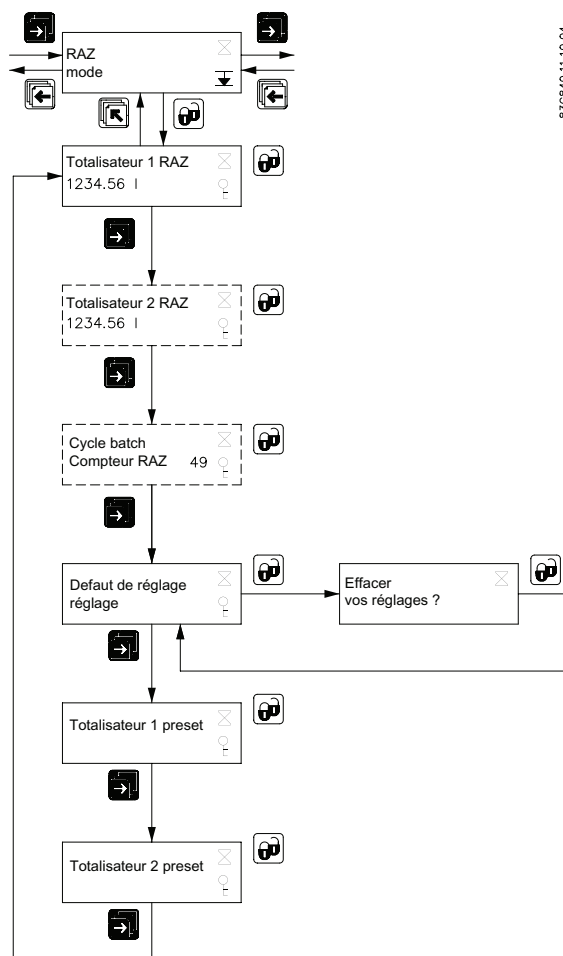 RAZ
mode
Totalisateur 1 RAZ
1234.56 l
Totalisateur 2 RAZ
1234.56 l
Cycle batch
Compteur RAZ 49
Defaut de réglage
réglage
Effacer
vos réglages ?
Totalisateur 1 preset
Totalisateur 2 preset